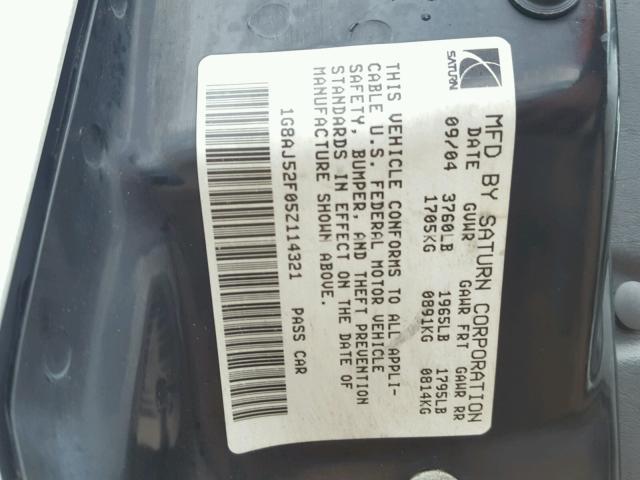 SATURN
MFD BY SATURN CORPORATION
DATE GVWR GAWR FRT GAWR RR
09/04 3760LB 1965LB 1795LB
1705KG 0891KG 0814KG
THIS VEHICLE CONFORMS TO ALL APPLI-
CABLE U.S. FEDERAL MOTOR VEHICLE
SAFETY, BUMPER, AND THEFT PREVENTION
STANDARDS IN EFFECT ON THE DATE OF
MANUFACTURE SHOWN ABOVE.
1G8AJ52F05Z114321 PASS CAR